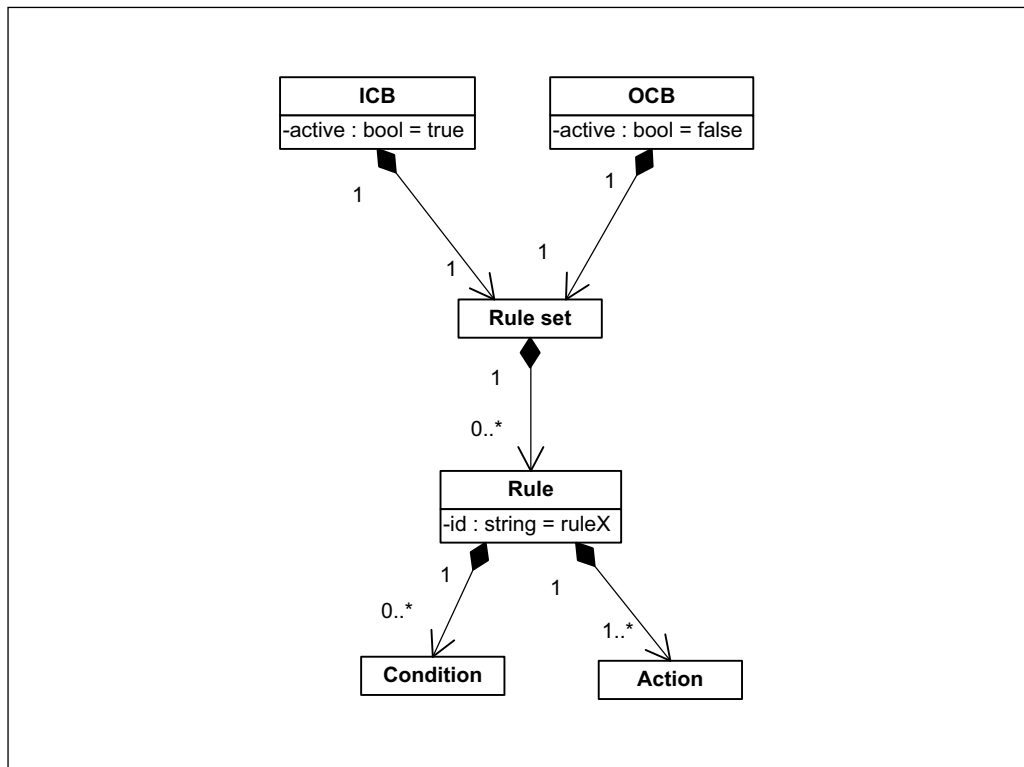 ICB
-active : bool = true
OCB
-active : bool = false
1
1
1
1
Rule set
1
0..*
Rule
-id : string = ruleX
1
1
0..*
1..*
Condition
Action